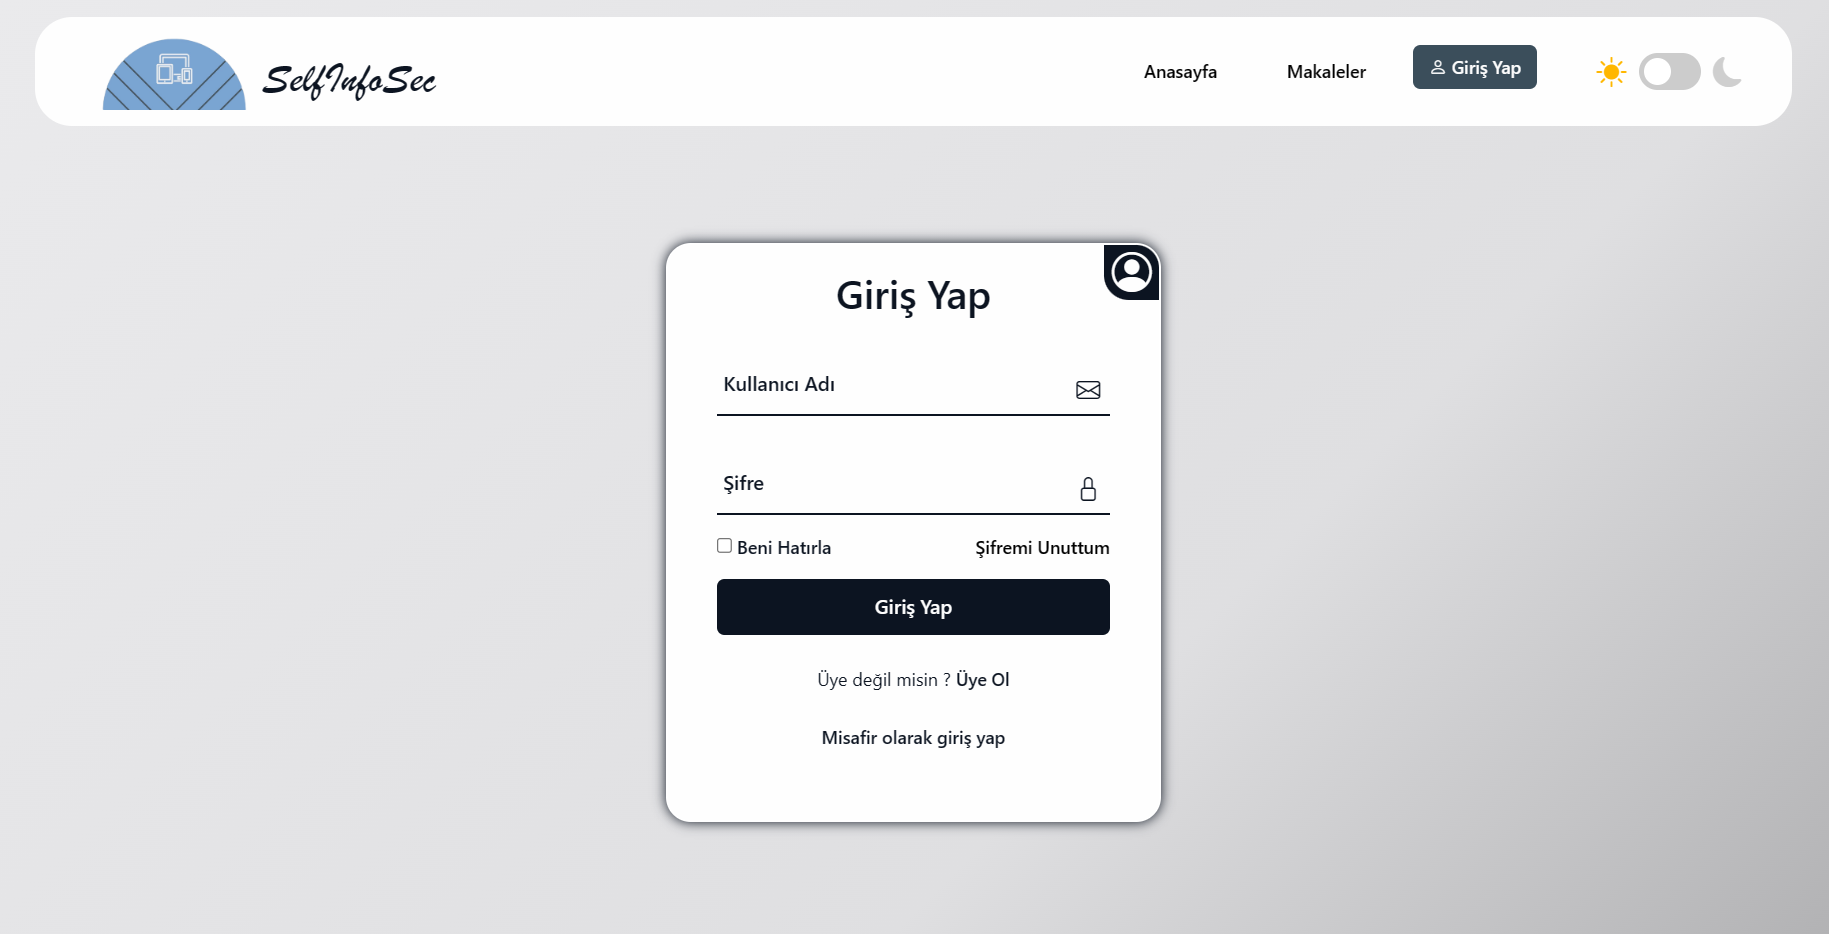 SelfInfoSec
Anasayfa
Makaleler
Giriş Yap
Giriş Yap
Kullanıcı Adı
Şifre
Beni Hatırla
Şifremi Unuttum
Giriş Yap
Üye değil misin ? Üye Ol
Misafir olarak giriş yap